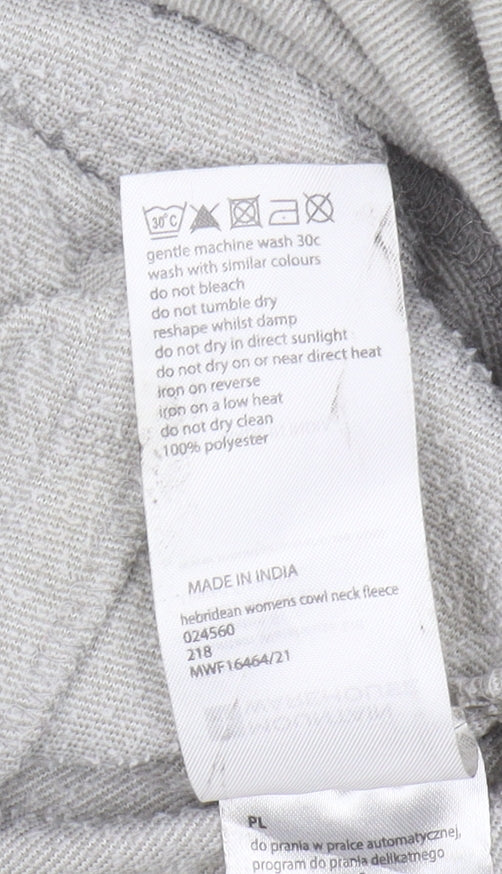 30°C
gentle machine wash 30c
wash with similar colours
do not bleach
do not tumble dry
reshape whilst damp
do not dry in direct sunlight
do not dry on or near direct heat
iron on reverse
iron on a low heat
do not dry clean
100% polyester
MADE IN INDIA
hebridean womens cowl neck fleece
024560
218
MWF16464/21
MOUNTAIN
WAREHOUSE
PL
do prania w pralce automatycznej,
program do prania delikatnego